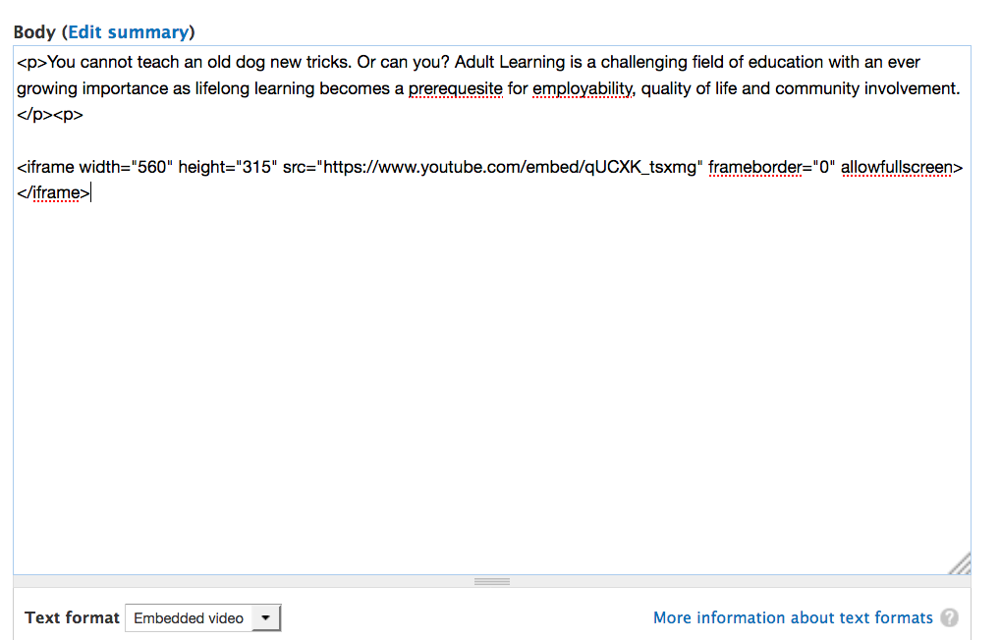 Body (Edit summary)
<p>You cannot teach an old dog new tricks. Or can you? Adult Learning is a challenging field of education with an ever
growing importance as lifelong learning becomes a prerequesite for employability, quality of life and community involvement.
</p><p>
<iframe width="560" height="315" src="https://www.youtube.com/embed/qUCXK_tsxmg" frameborder="0" allowfullscreen>
</iframe>
Text format Embedded video More information about text formats ?